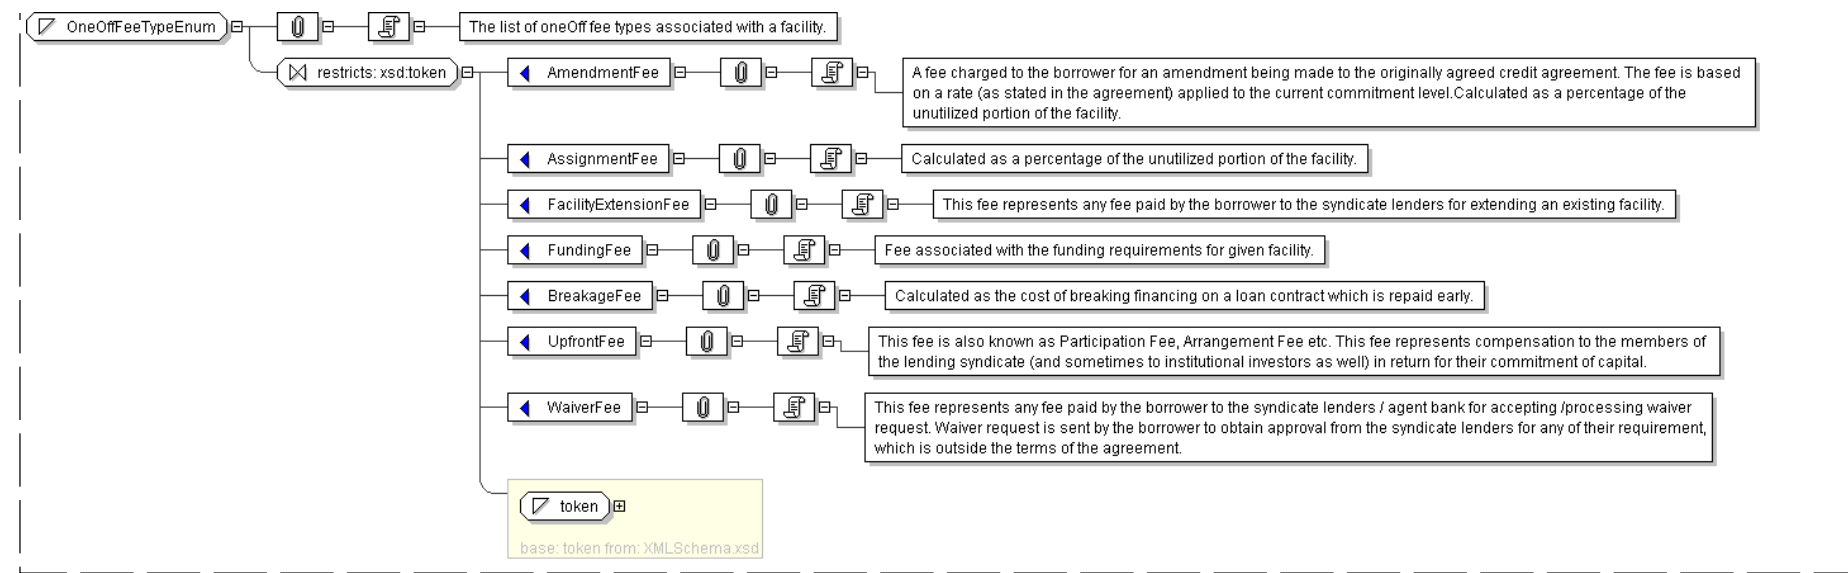 OneOffFeeTypeEnum
The list of oneOff fee types associated with a facility.
restricts: xsd:token
AmendmentFee
A fee charged to the borrower for an amendment being made to the originally agreed credit agreement. The fee is based
on a rate (as stated in the agreement) applied to the current commitment level.Calculated as a percentage of the
unutilized portion of the facility.
AssignmentFee
Calculated as a percentage of the unutilized portion of the facility.
FacilityExtensionFee
This fee represents any fee paid by the borrower to the syndicate lenders for extending an existing facility.
FundingFee
Fee associated with the funding requirements for given facility.
BreakageFee
Calculated as the cost of breaking financing on a loan contract which is repaid early.
UpfrontFee
This fee is also known as Participation Fee, Arrangement Fee etc. This fee represents compensation to the members of
the lending syndicate (and sometimes to institutional investors as well) in return for their commitment of capital.
WaiverFee
This fee represents any fee paid by the borrower to the syndicate lenders / agent bank for accepting /processing waiver
request. Waiver request is sent by the borrower to obtain approval from the syndicate lenders for any of their requirement,
which is outside the terms of the agreement.
token
base: token from: XMLSchema.xsd